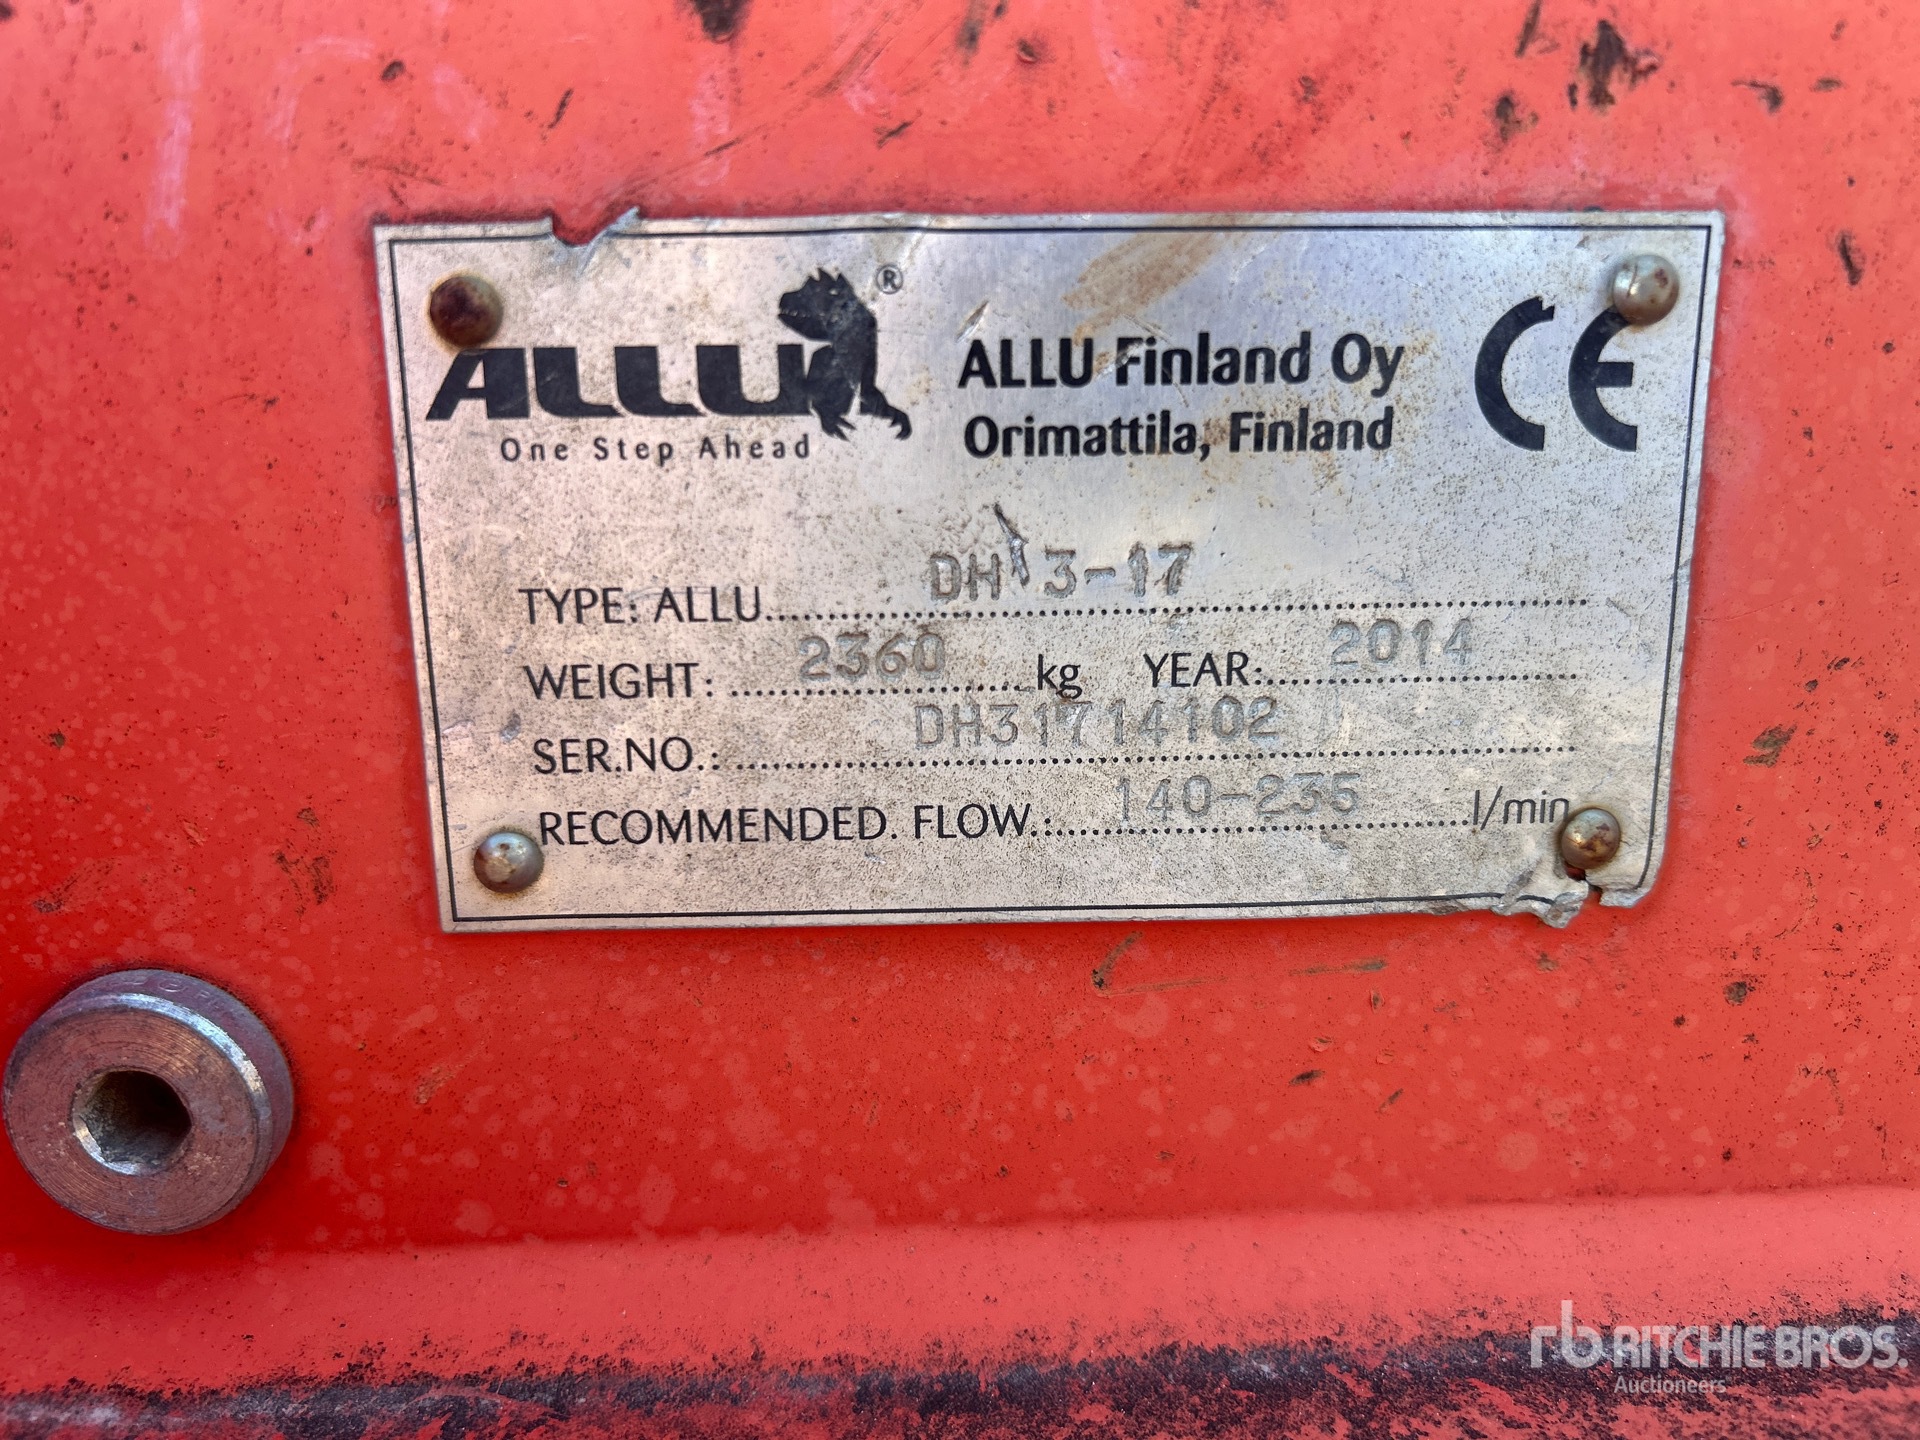 ALLU®
One Step Ahead
ALLU Finland Oy
Orimattila, Finland
CE
TYPE: ALLU DH 3-17
WEIGHT: 2360 kg YEAR: 2014
SER.NO.: DH31714102
RECOMMENDED. FLOW.: 140-235 l/min
rb RITCHIE BROS.
Auctioneers